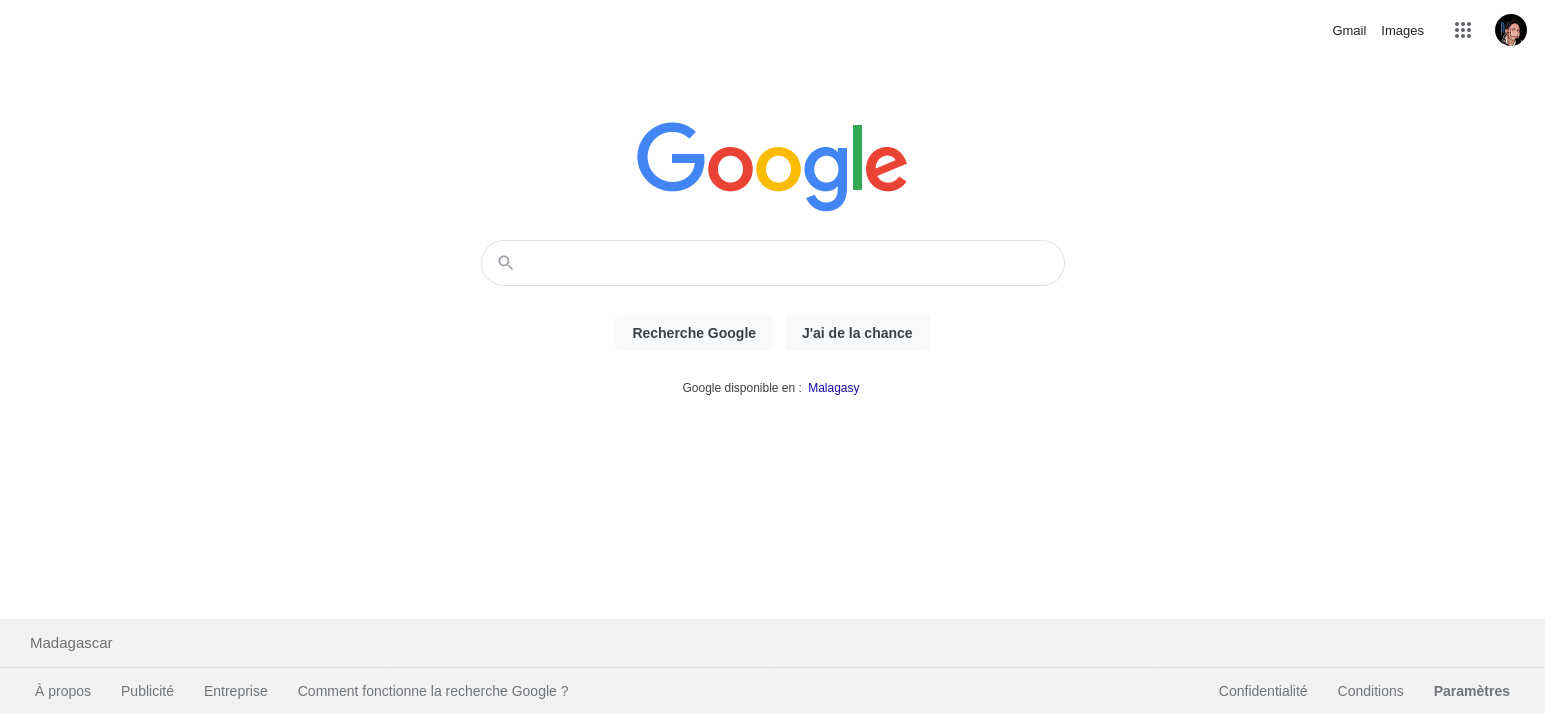 Gmail Images
Google
Recherche Google J'ai de la chance
Google disponible en : Malagasy
Madagascar
À propos Publicité Entreprise Comment fonctionne la recherche Google ? Confidentialité Conditions Paramètres